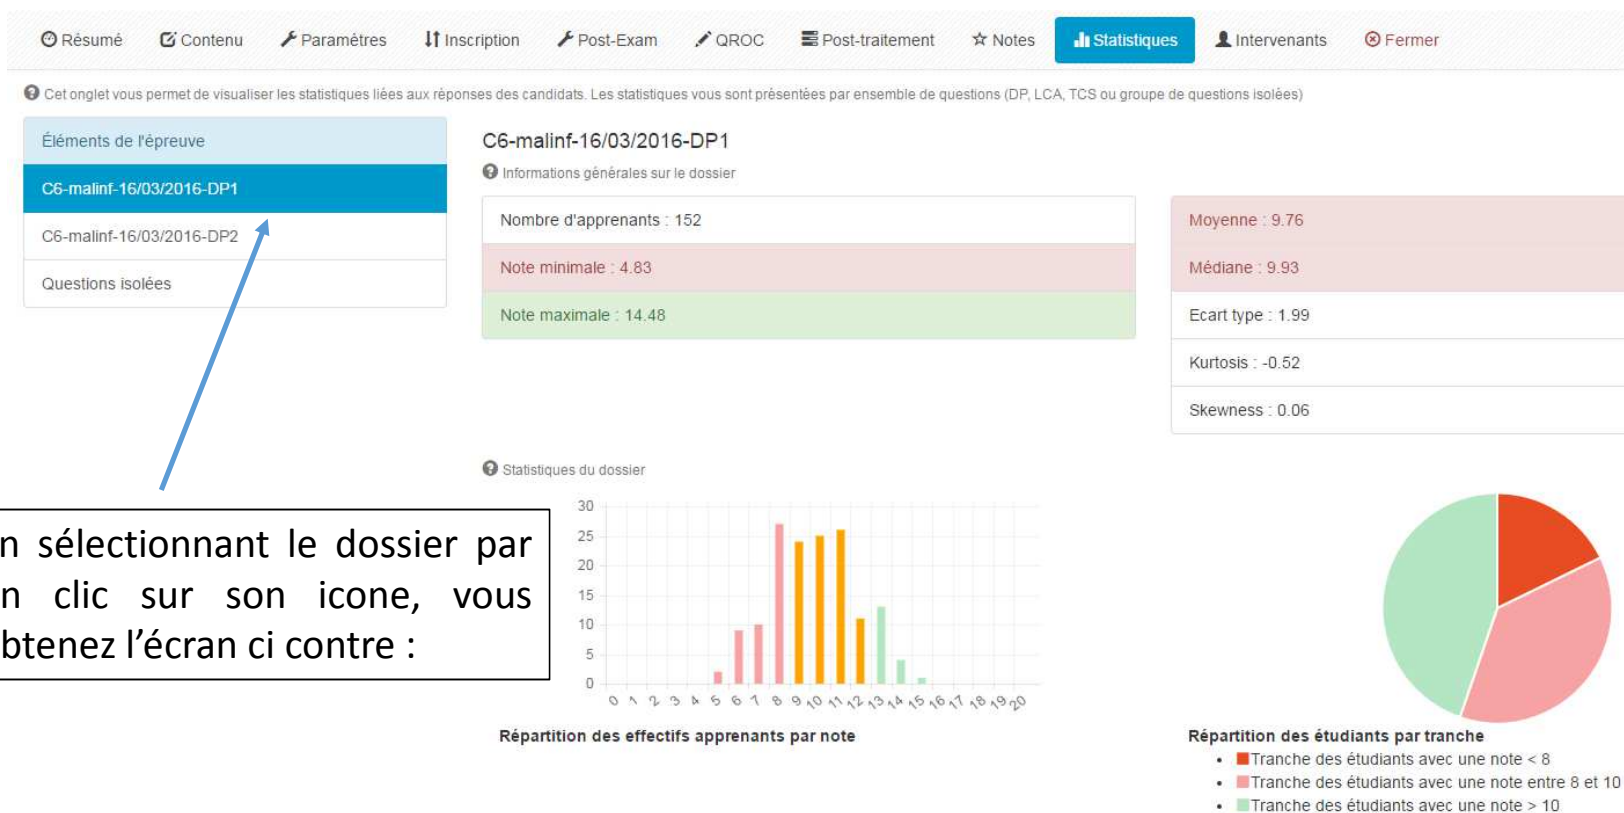 Résumé Contenu Paramétres Inscription Post-Exam QROC Post-traitement Notes Statistiques Intervenants Fermer
Cet onglet vous permet de visualiser les statistiques liées aux réponses des candidats. Les statistiques vous sont présentées par ensemble de questions (DP, LCA, TCS ou groupe de questions isolées)
Éléments de l'épreuve
C6-malinf-16/03/2016-DP1
C6-malinf-16/03/2016-DP2
Questions isolées
C6-malinf-16/03/2016-DP1
Informations générales sur le dossier
Nombre d'apprenants : 152
Note minimale : 4.83
Note maximale : 14.48
Moyenne : 9.76
Médiane : 9.93
Ecart type : 1.99
Kurtosis : -0.52
Skewness : 0.06
n sélectionnant le dossier par
n clic sur son icone, vous
btenez l’écran ci contre :
Statistiques du dossier
30
25
20
15
10
5
0
0 1 2 3 4 5 6 7 8 9 10 11 12 13 14 15 16 17 18 19 20
Répartition des effectifs apprenants par note
Répartition des étudiants par tranche
Tranche des étudiants avec une note < 8
Tranche des étudiants avec une note entre 8 et 10
Tranche des étudiants avec une note > 10